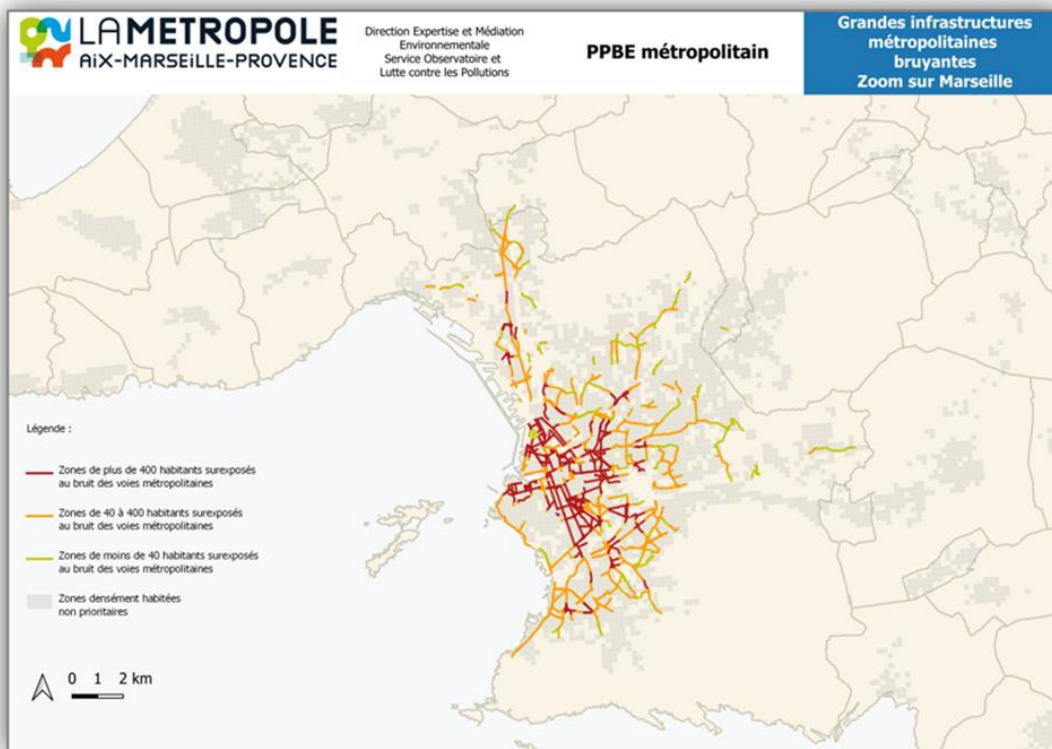 LAMETROPOLE
AIX-MARSEILLE-PROVENCE
Direction Expertise et Médiation
Environnementale
Service Observatoire et
Lutte contre les Pollutions
PPBE métropolitain
Grandes infrastructures
métropolitaines
bruyantes
Zoom sur Marseille
Légende :
Zones de plus de 400 habitants surexposés
au bruit des voies métropolitaines
Zones de 40 à 400 habitants surexposés
au bruit des voies métropolitaines
Zones de moins de 40 habitants surexposés
au bruit des voies métropolitaines
Zones densément habitées
non prioritaires
0 1 2 km